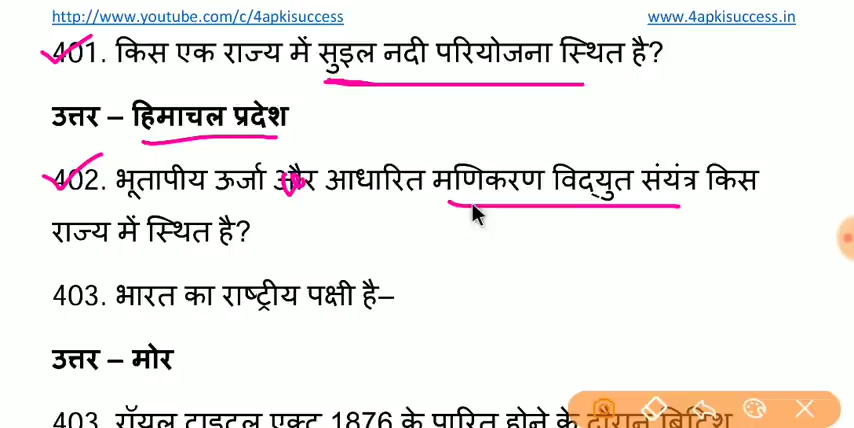 http://www.youtube.com/c/4apkisuccess www.4apkisuccess.in
401. किस एक राज्य में सुइल नदी परियोजना स्थित है?
उत्तर – हिमाचल प्रदेश
402. भूतापीय ऊर्जा और आधारित मणिकरण विद्युत संयंत्र किस
राज्य में स्थित है?
403. भारत का राष्ट्रीय पक्षी है–
उत्तर – मोर
403. रॉयल टाइटल एक्ट 1876 के पारित होने के दौरान ब्रिटिश